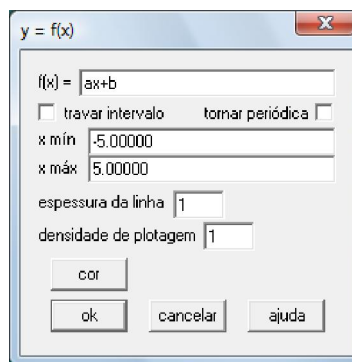 y = f(x)
f(x) = ax+b
travar intervalo tornar periódica
x mín -5.00000
x máx 5.00000
espessura da linha 1
densidade de plotagem 1
cor
ok cancelar ajuda